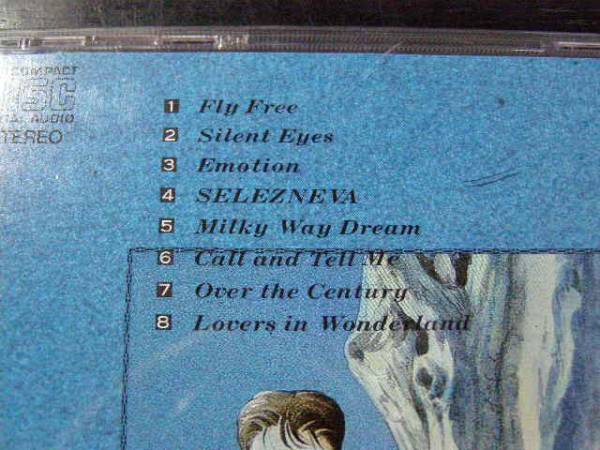 COMPACT
DISC
DIGITAL AUDIO
STEREO
1 Fly Free
2 Silent Eyes
3 Emotion
4 SELEZNEVA
5 Milky Way Dream
6 Call and Tell Me
7 Over the Century
8 Lovers in Wonderland